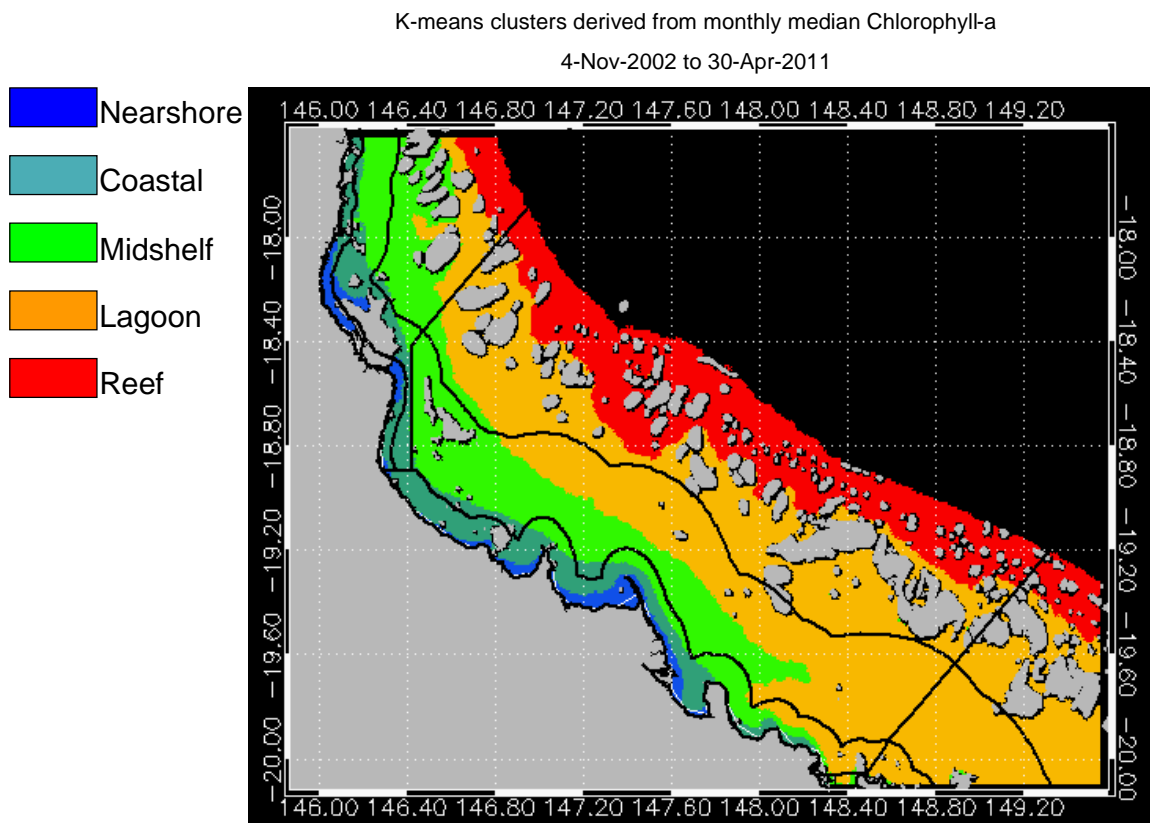 K-means clusters derived from monthly median Chlorophyll-a
4-Nov-2002 to 30-Apr-2011
Nearshore
Coastal
Midshelf
Lagoon
Reef
146.00 146.40 146.80 147.20 147.60 148.00 148.40 148.80 149.20
-18.00
-18.40
-18.80
-19.20
-19.60
-20.00
-18.00
-18.40
-18.80
-19.20
-19.60
-20.00
146.00 146.40 146.80 147.20 147.60 148.00 148.40 148.80 149.20